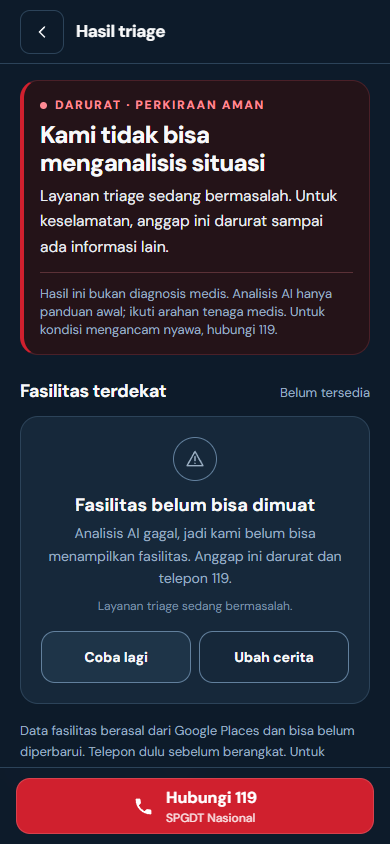 Hasil triage
DARURAT · PERKIRAAN AMAN
Kami tidak bisa
menganalisis situasi
Layanan triage sedang bermasalah. Untuk
keselamatan, anggap ini darurat sampai
ada informasi lain.
Hasil ini bukan diagnosis medis. Analisis AI hanya
panduan awal; ikuti arahan tenaga medis. Untuk
kondisi mengancam nyawa, hubungi 119.
Fasilitas terdekat
Belum tersedia
Fasilitas belum bisa dimuat
Analisis AI gagal, jadi kami belum bisa
menampilkan fasilitas. Anggap ini darurat dan
telepon 119.
Layanan triage sedang bermasalah.
Coba lagi
Ubah cerita
Data fasilitas berasal dari Google Places dan bisa belum
diperbarui. Telepon dulu sebelum berangkat. Untuk
Hubungi 119
SPGDT Nasional